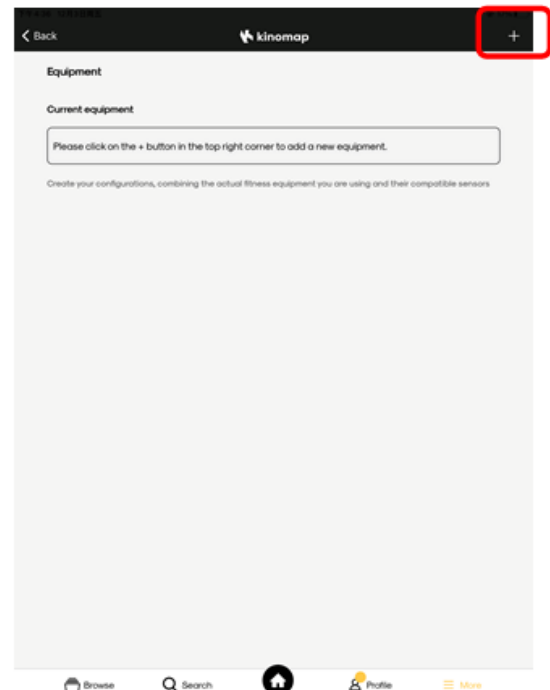 Back
kinomap
+
Equipment
Current equipment
Please click on the + button in the top right corner to add a new equipment.
Create your configurations, combining the actual fitness equipment you are using and their compatible sensors
Browse
Search
Profile
More